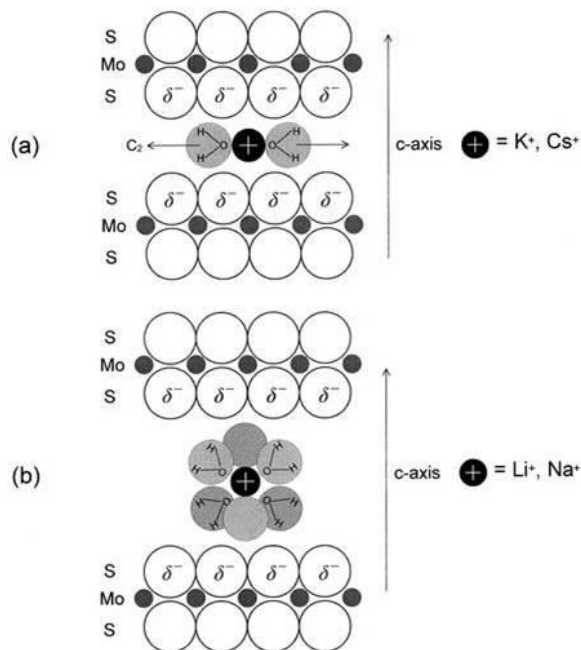 S
Mo
S δ⁻ δ⁻ δ⁻ δ⁻
(a) C₂ H O H + H O H c-axis + = K⁺, Cs⁺
S δ⁻ δ⁻ δ⁻ δ⁻
Mo
S
S
Mo
S δ⁻ δ⁻ δ⁻ δ⁻
H H
H O O H
(b) + c-axis + = Li⁺, Na⁺
H O O H
H H
S δ⁻ δ⁻ δ⁻ δ⁻
Mo
S